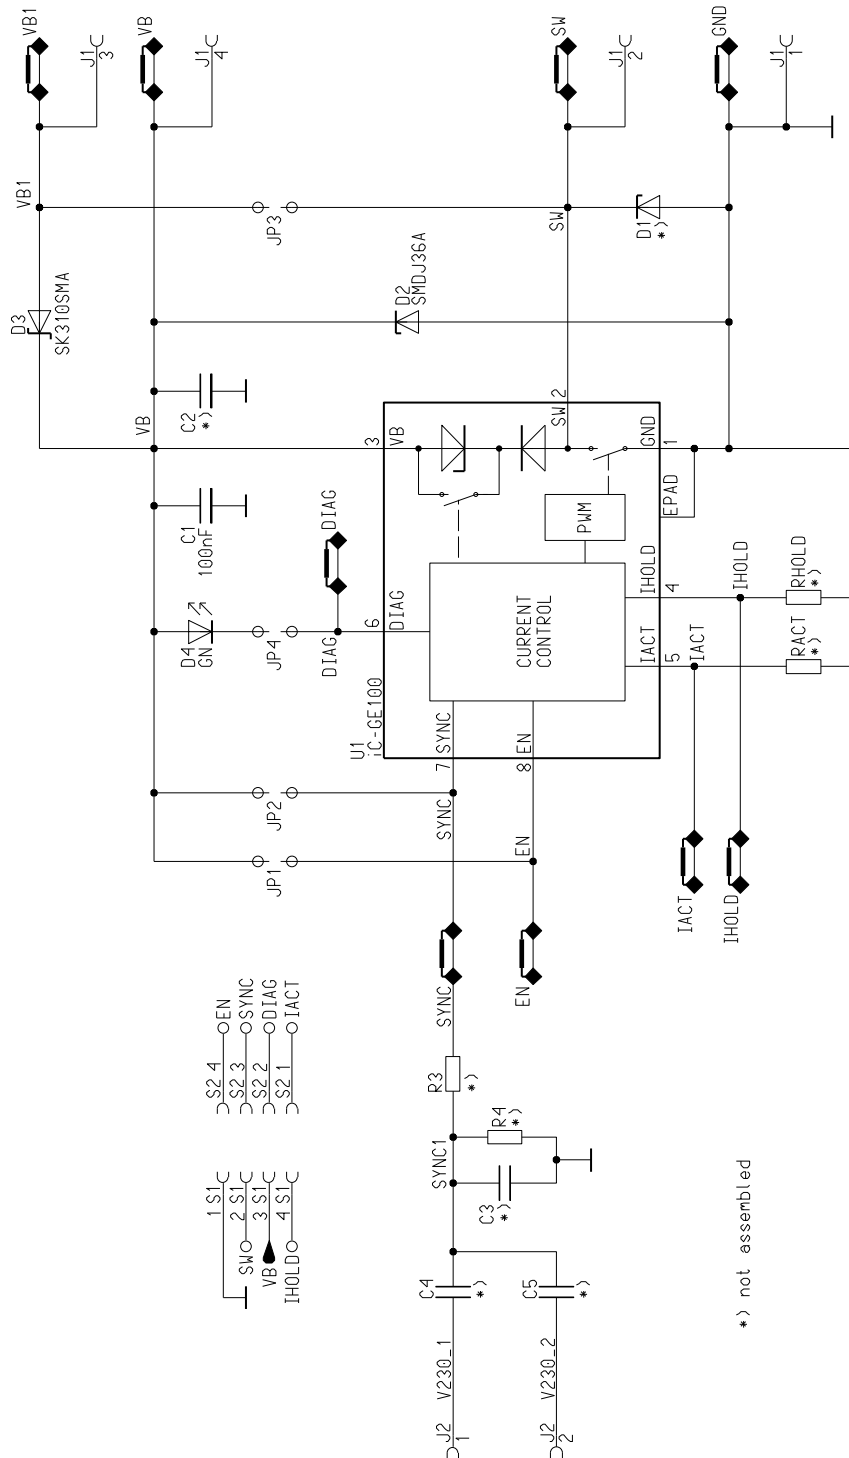 VB1
J1
3
VB
J1
4
SW
J1
2
GND
J1
1
VB1
JP3
SW
D1
*)
D3
SK310SMA
D2
SMDJ36A
VB
C2
*)
C1
100nF
3
VB
SW 2
GND
1
EPAD
PWM
DIAG
D4
GN
JP4
DIAG
6
DIAG
CURRENT
CONTROL
IHOLD
4
IHOLD
RHOLD
*)
IACT
5
IACT
RACT
*)
U1
iC-GE100
7 SYNC
8 EN
JP2
SYNC
JP1
EN
IACT
IHOLD
SYNC
EN
S2 4 EN
S2 3 SYNC
S2 2 DIAG
S2 1 IACT
1 S1
SW 2 S1
VB 3 S1
IHOLD 4 S1
R3
*)
R4
*)
SYNC1
C3
*)
C4
*)
C5
*)
V230_1
V230_2
J2
1
J2
2
*) not assembled